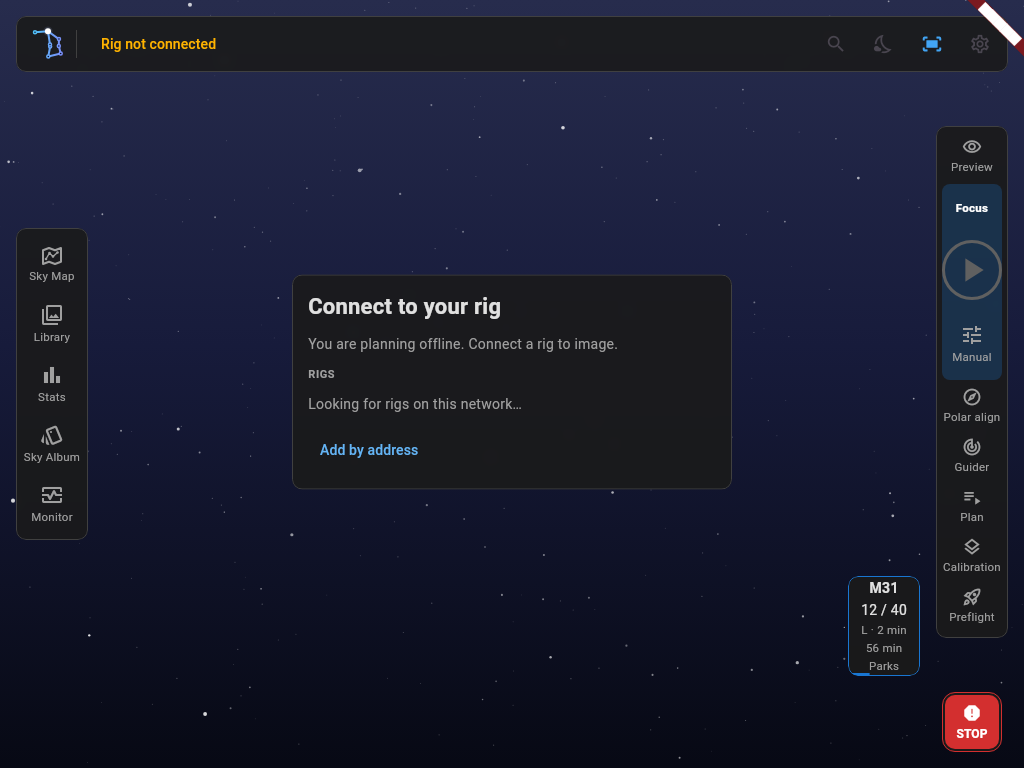 Rig not connected
Sky Map
Library
Stats
Sky Album
Monitor
Connect to your rig
You are planning offline. Connect a rig to image.
RIGS
Looking for rigs on this network…
Add by address
Preview
Focus
Manual
Polar align
Guider
Plan
Calibration
Preflight
M31
12 / 40
L · 2 min
56 min
Parks
STOP